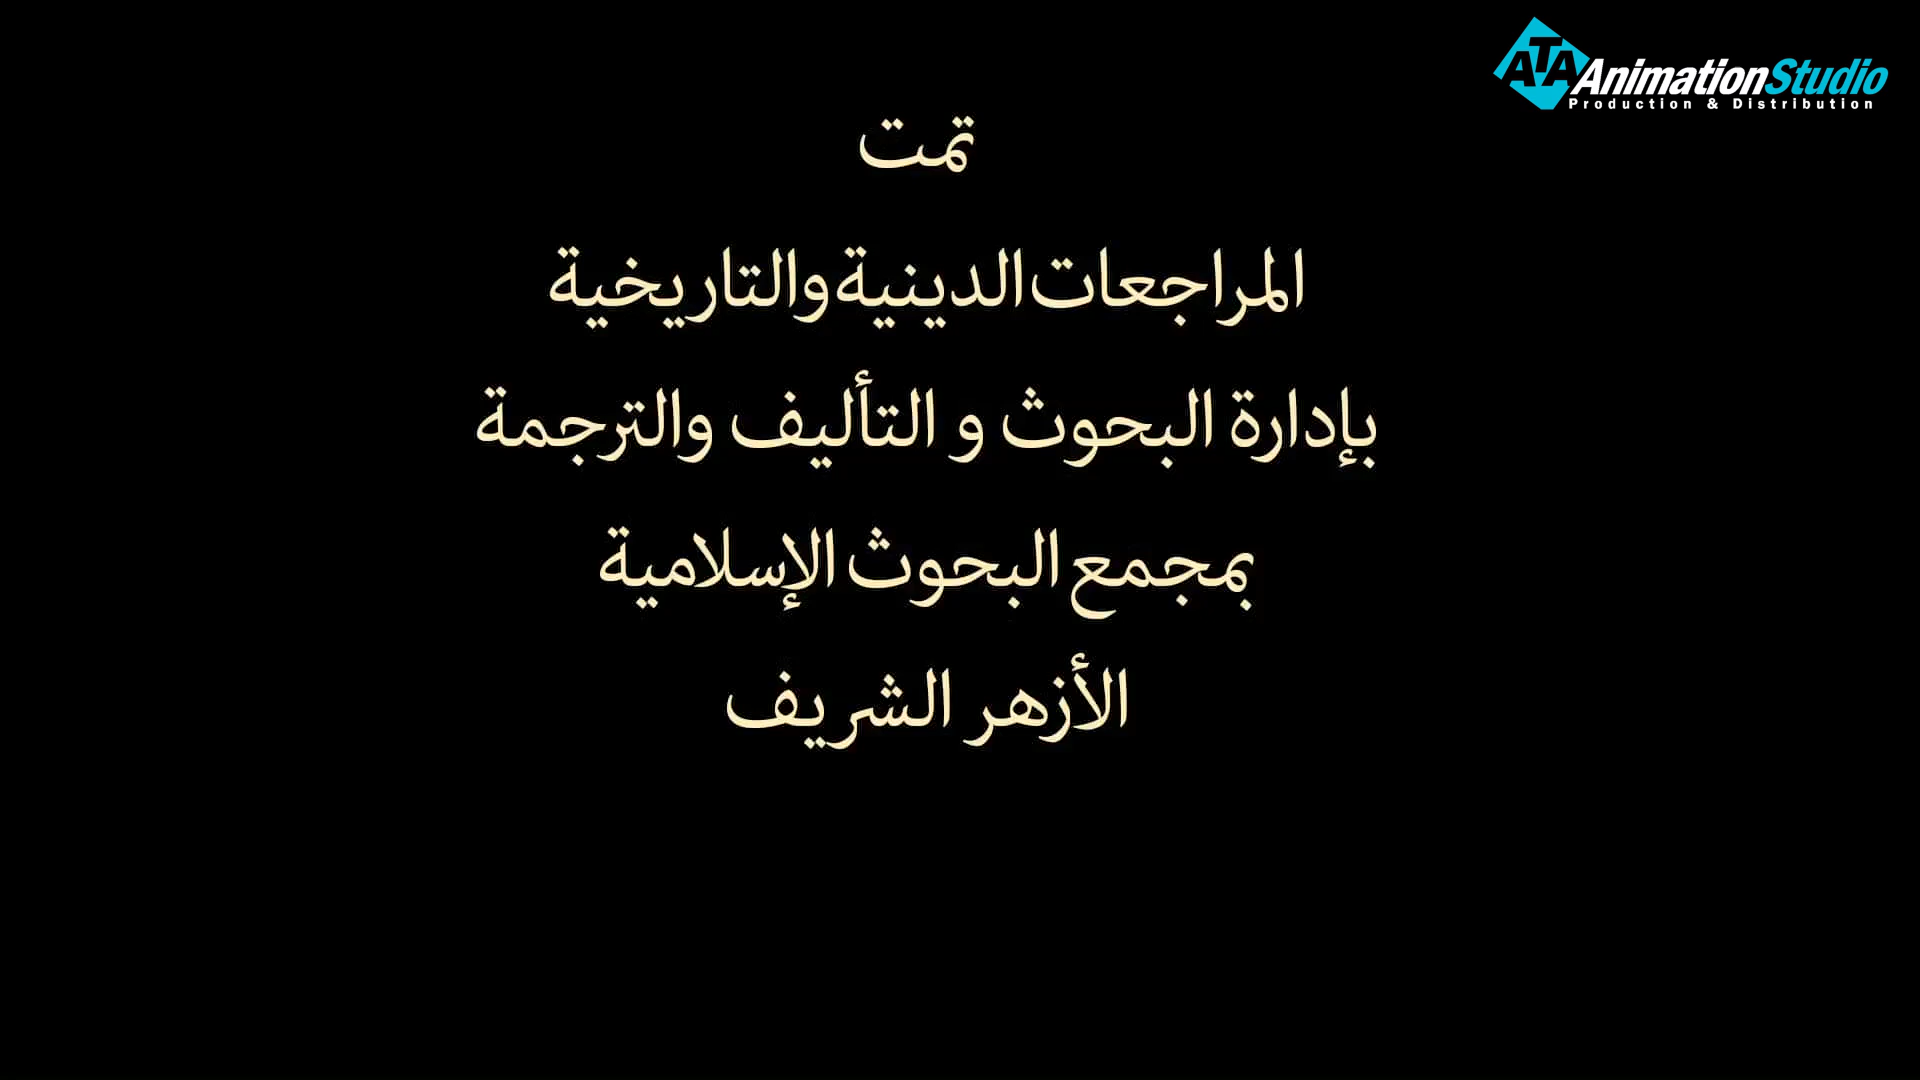 ATA AnimationStudio
Production & Distribution
تمت
المراجعات الدينية والتاريخية
بإدارة البحوث و التأليف والترجمة
بمجمع البحوث الإسلامية
الأزهر الشريف